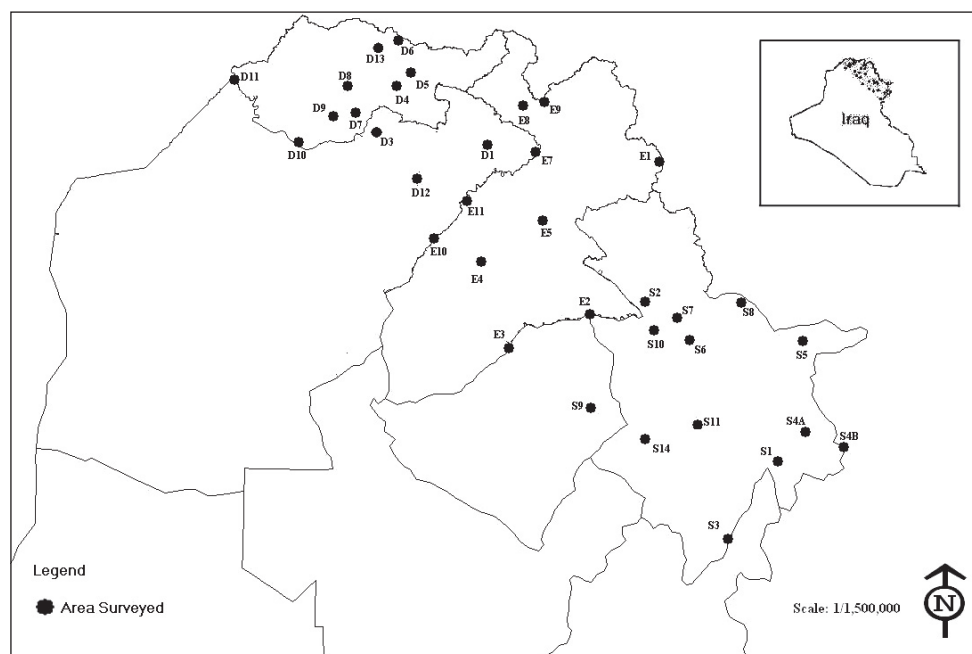 D6
D13
D11
D8
D5
D4
D9
D7
D3
D10
E8
E9
D1
E7
E1
D12
E11
E5
E10
E4
S2
E2
S7
S8
S10
S6
E3
S5
S9
S11
S14
S4A
S4B
S1
S3
Iraq
Legend
Area Surveyed
Scale: 1/1,500,000
N